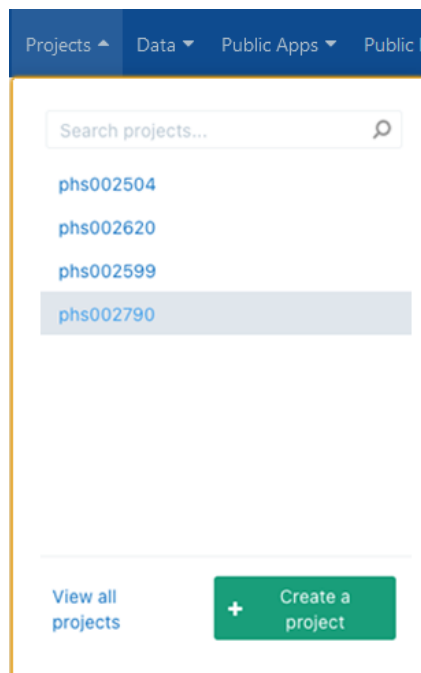 Projects Data Public Apps Public
Search projects...
phs002504
phs002620
phs002599
phs002790
View all
projects
+ Create a
project